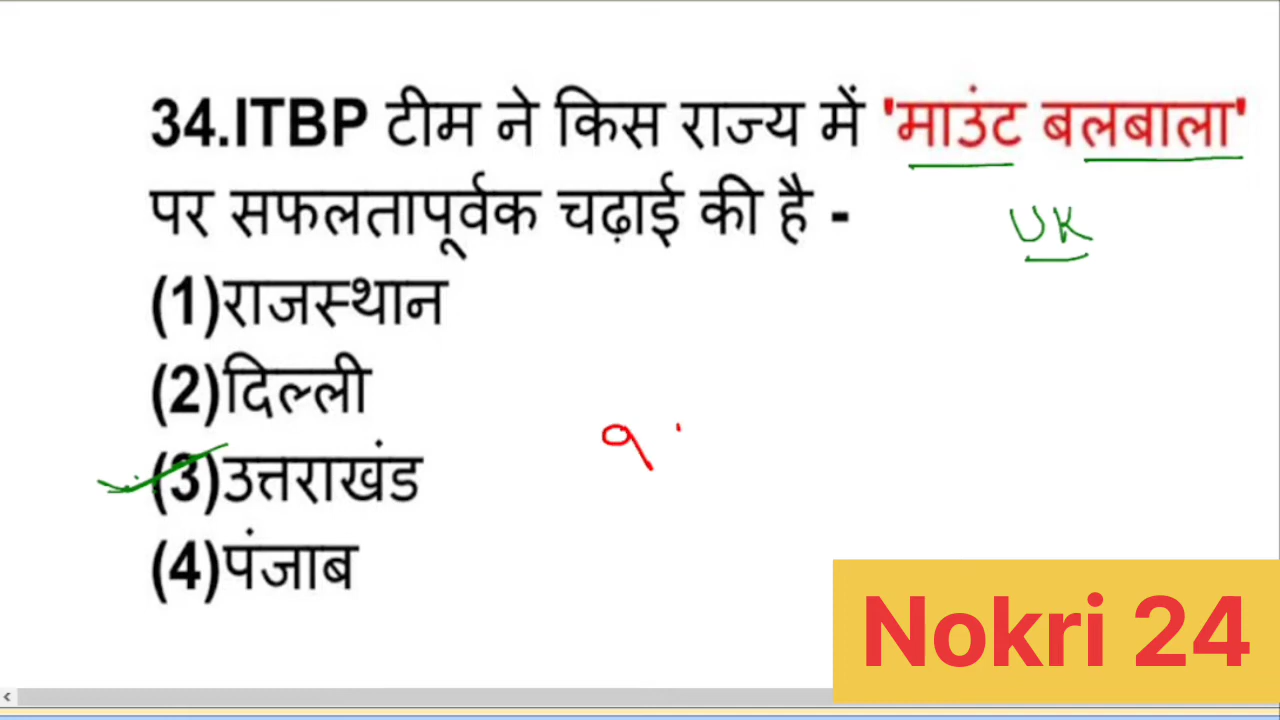 34.ITBP टीम ने किस राज्य में 'माउंट बलबाला'
पर सफलतापूर्वक चढ़ाई की है -
UK
(1)राजस्थान
(2)दिल्ली
(3)उत्तराखंड
(4)पंजाब
Nokri 24